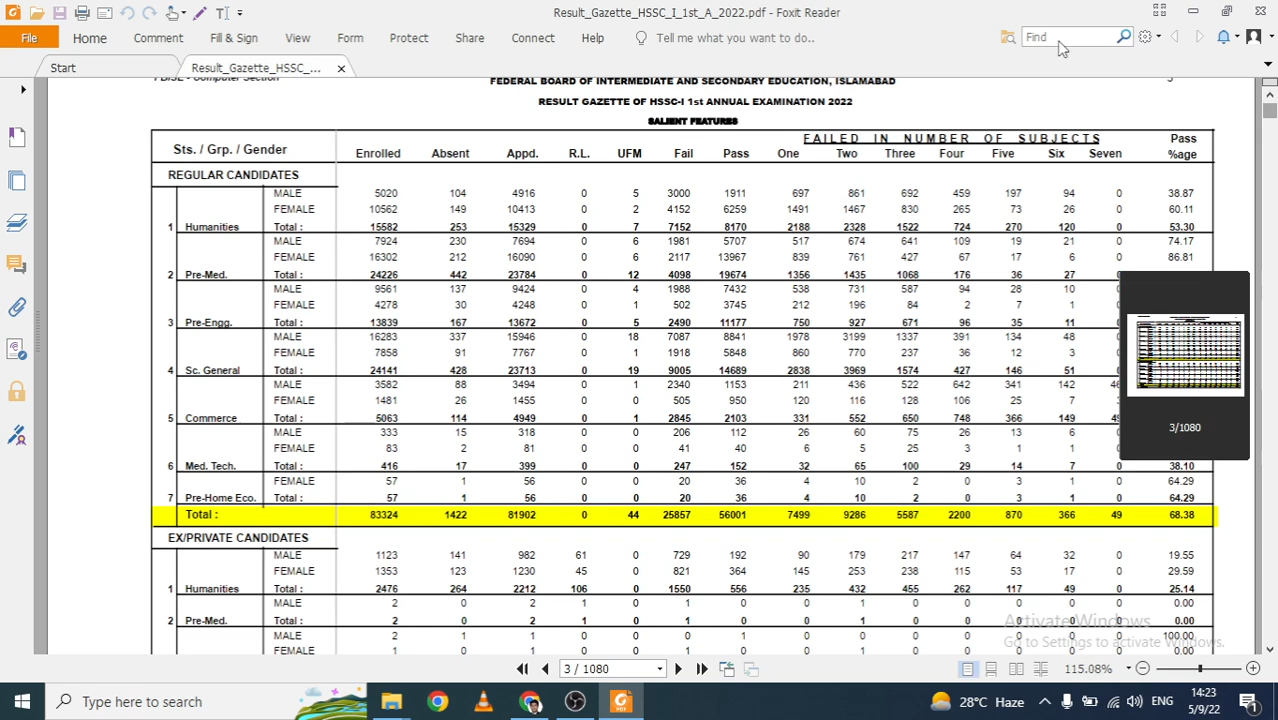 Result_Gazette_HSSC_I_1st_A_2022.pdf - Foxit Reader
File Home Comment Fill & Sign View Form Protect Share Connect Help Tell me what you want to do.. Find
Start Result_Gazette_HSSC_...
FBISE - Computer Section FEDERAL BOARD OF INTERMEDIATE AND SECONDARY EDUCATION, ISLAMABAD 3
RESULT GAZETTE OF HSSC-I 1st ANNUAL EXAMINATION 2022
SALIENT FEATURES
FAILED IN NUMBER OF SUBJECTS Pass
Sts. / Grp. / Gender Enrolled Absent Appd. R.L. UFM Fail Pass One Two Three Four Five Six Seven %age
REGULAR CANDIDATES
MALE 5020 104 4916 0 5 3000 1911 697 861 692 459 197 94 0 38.87
FEMALE 10562 149 10413 0 2 4152 6259 1491 1467 830 265 73 26 0 60.11
1 Humanities Total : 15582 253 15329 0 7 7152 8170 2188 2328 1522 724 270 120 0 53.30
MALE 7924 230 7694 0 6 1981 5707 517 674 641 109 19 21 0 74.17
FEMALE 16302 212 16090 0 6 2117 13967 839 761 427 67 17 6 0 86.81
2 Pre-Med. Total : 24226 442 23784 0 12 4098 19674 1356 1435 1068 176 36 27
MALE 9561 137 9424 0 4 1988 7432 538 731 587 94 28 10
FEMALE 4278 30 4248 0 1 502 3745 212 196 84 2 7 1
3 Pre-Engg. Total : 13839 167 13672 0 5 2490 11177 750 927 671 96 35 11
MALE 16283 337 15946 0 18 7087 8841 1978 3199 1337 391 134 48
FEMALE 7858 91 7767 0 1 1918 5848 860 770 237 36 12 3
4 Sc. General Total : 24141 428 23713 0 19 9005 14689 2838 3969 1574 427 146 51
MALE 3582 88 3494 0 1 2340 1153 211 436 522 642 341 142 46
FEMALE 1481 26 1455 0 0 505 950 120 116 128 106 25 7
5 Commerce Total : 5063 114 4949 0 1 2845 2103 331 552 650 748 366 149 49
MALE 333 15 318 0 0 206 112 26 60 75 26 13 6
FEMALE 83 2 81 0 0 41 40 6 5 25 3 1 1
6 Med. Tech. Total : 416 17 399 0 0 247 152 32 65 100 29 14 7 38.10
3/1080
FEMALE 57 1 56 0 0 20 36 4 10 2 0 3 1 0 64.29
7 Pre-Home Eco. Total : 57 1 56 0 0 20 36 4 10 2 0 3 1 0 64.29
Total : 83324 1422 81902 0 44 25857 56001 7499 9286 5587 2200 870 366 49 68.38
EX/PRIVATE CANDIDATES
MALE 1123 141 982 61 0 729 192 90 179 217 147 64 32 0 19.55
FEMALE 1353 123 1230 45 0 821 364 145 253 238 115 53 17 0 29.59
1 Humanities Total : 2476 264 2212 106 0 1550 556 235 432 455 262 117 49 0 25.14
MALE 2 0 2 1 0 1 0 0 1 0 0 0 0 0 0.00
2 Pre-Med. Total : 2 0 2 1 0 1 0 0 1 0 0 0 0 0 0.00
MALE 2 1 1 0 0 0 1 0 0 0 0 0 0 0 100.00
FEMALE 1 0 1 0 0 1 0 0 1 0 0 0 0 0 0.00
Activate Windows
Go to Settings to activate Windows.
3 / 1080 115.08%
Type here to search 28°C Haze ENG 14:23
5/9/22 1